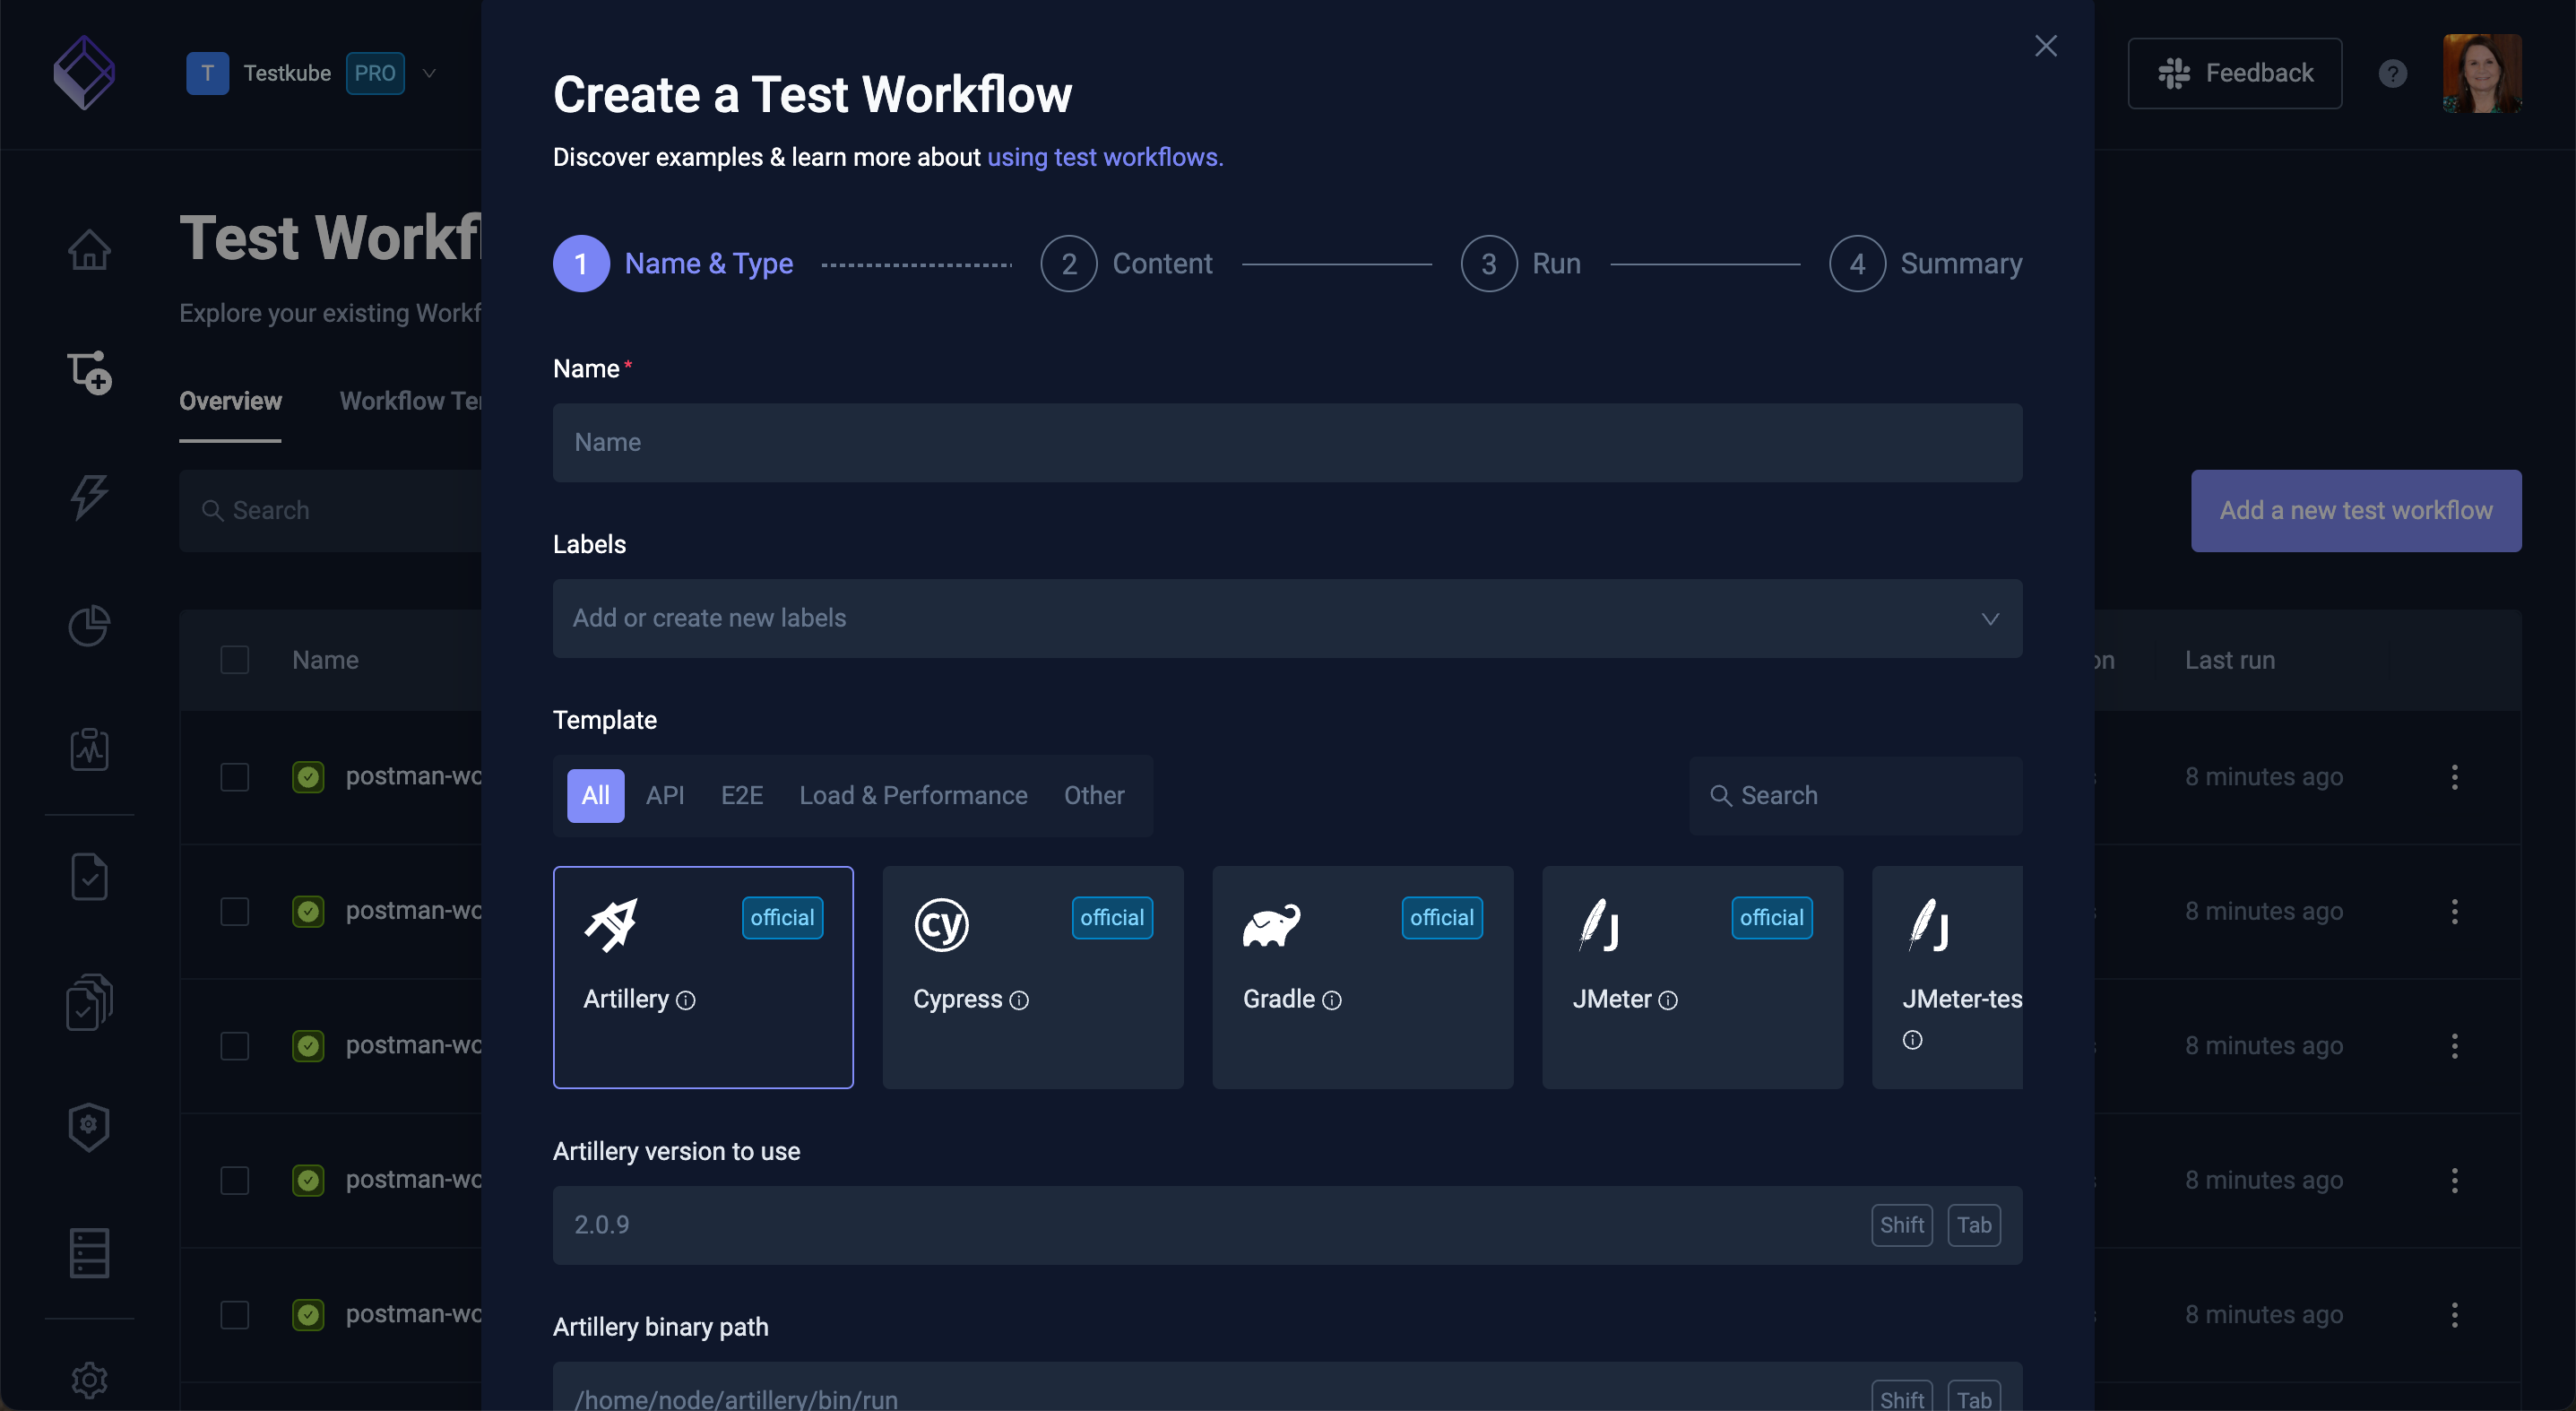 T Testkube PRO
Feedback
?
Test Workfl
Explore your existing Workf
Overview Workflow Te
Search
Add a new test workflow
Name on Last run
postman-wo 8 minutes ago
postman-wo 8 minutes ago
postman-wo 8 minutes ago
postman-wo 8 minutes ago
postman-wo 8 minutes ago
Create a Test Workflow
Discover examples & learn more about using test workflows.
1 Name & Type 2 Content 3 Run 4 Summary
Name*
Name
Labels
Add or create new labels
Template
All API E2E Load & Performance Other Search
official official official official
cy J J
Artillery Cypress Gradle JMeter JMeter-tes
Artillery version to use
2.0.9 Shift Tab
Artillery binary path
/home/node/artillery/bin/run Shift Tab